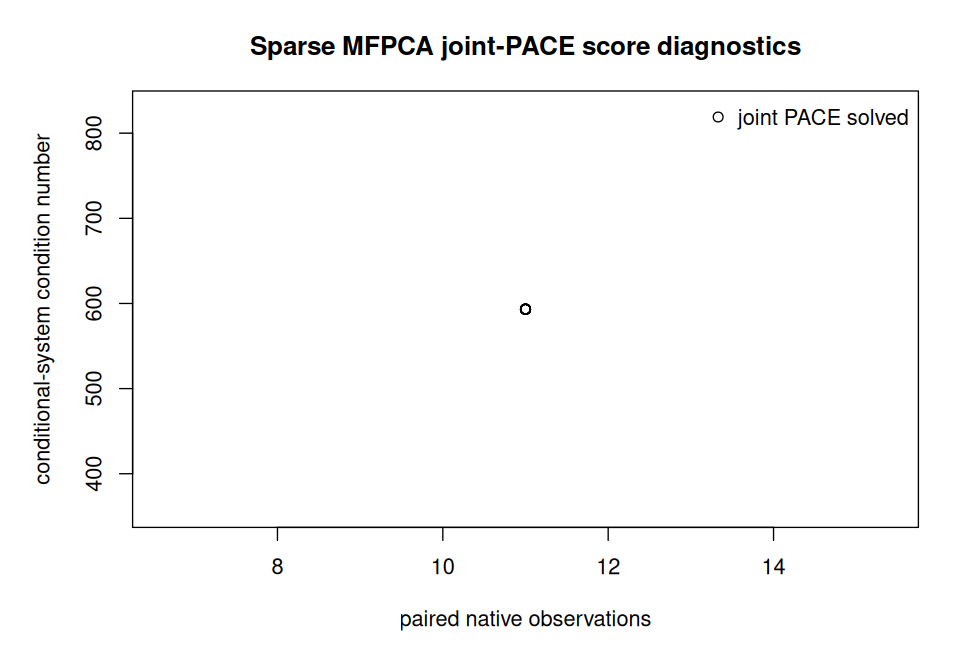 Sparse MFPCA joint-PACE score diagnostics
joint PACE solved
conditional-system condition number
800
700
600
500
400
8 10 12 14
paired native observations